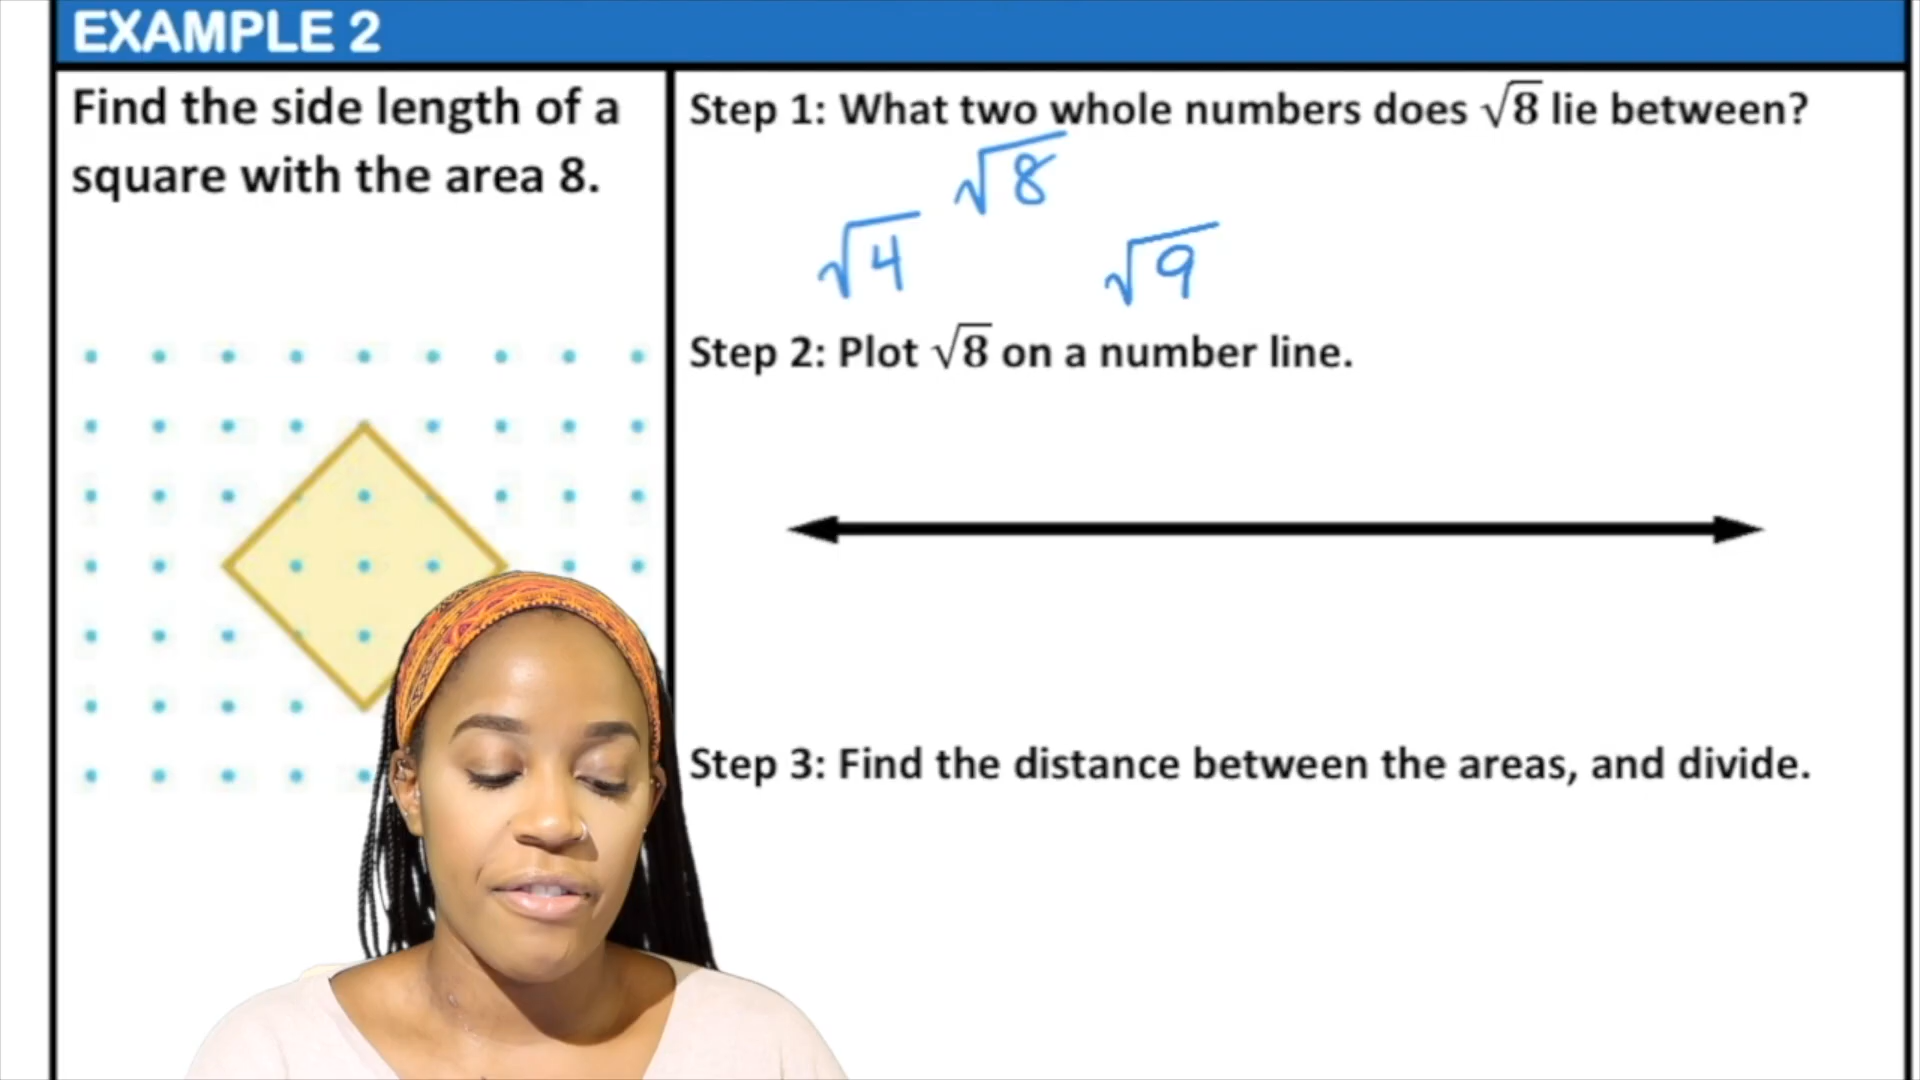 EXAMPLE 2
Find the side length of a
square with the area 8.
Step 1: What two whole numbers does √8 lie between?
√8
√4 √9
Step 2: Plot √8 on a number line.
Step 3: Find the distance between the areas, and divide.